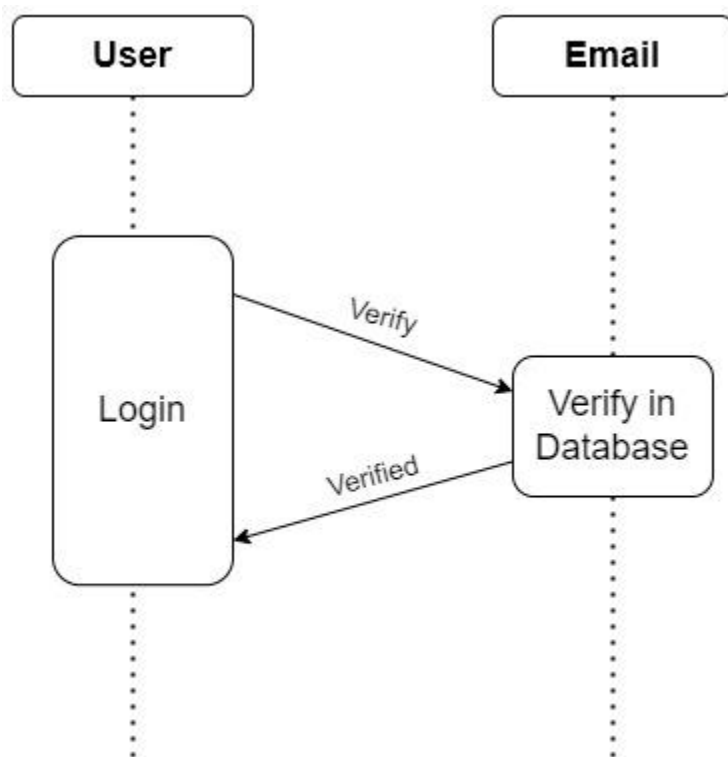 User
Email
Verify
Login
Verify in
Database
Verified